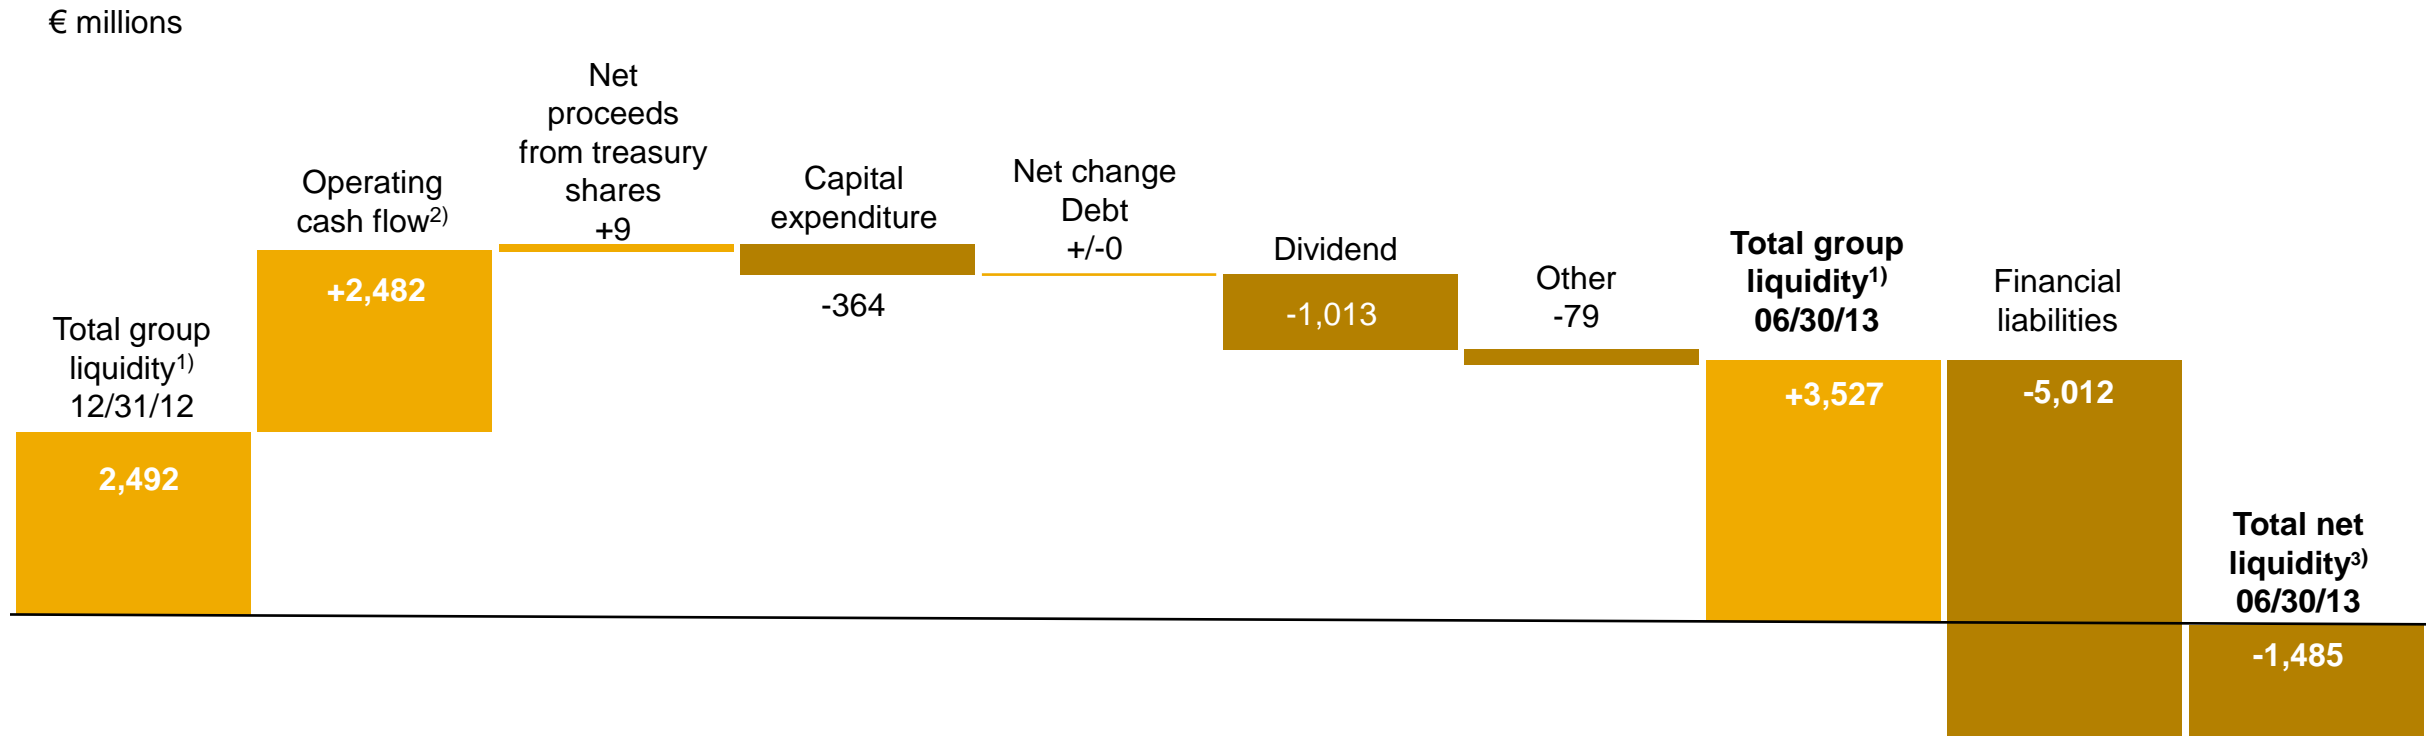 € millions
Total group
liquidity1)
12/31/12
2,492
Operating
cash flow2)
+2,482
Net
proceeds
from treasury
shares
+9
Capital
expenditure
-364
Net change
Debt
+/-0
Dividend
-1,013
Other
-79
Total group
liquidity1)
06/30/13
+3,527
Financial
liabilities
-5,012
Total net
liquidity3)
06/30/13
-1,485